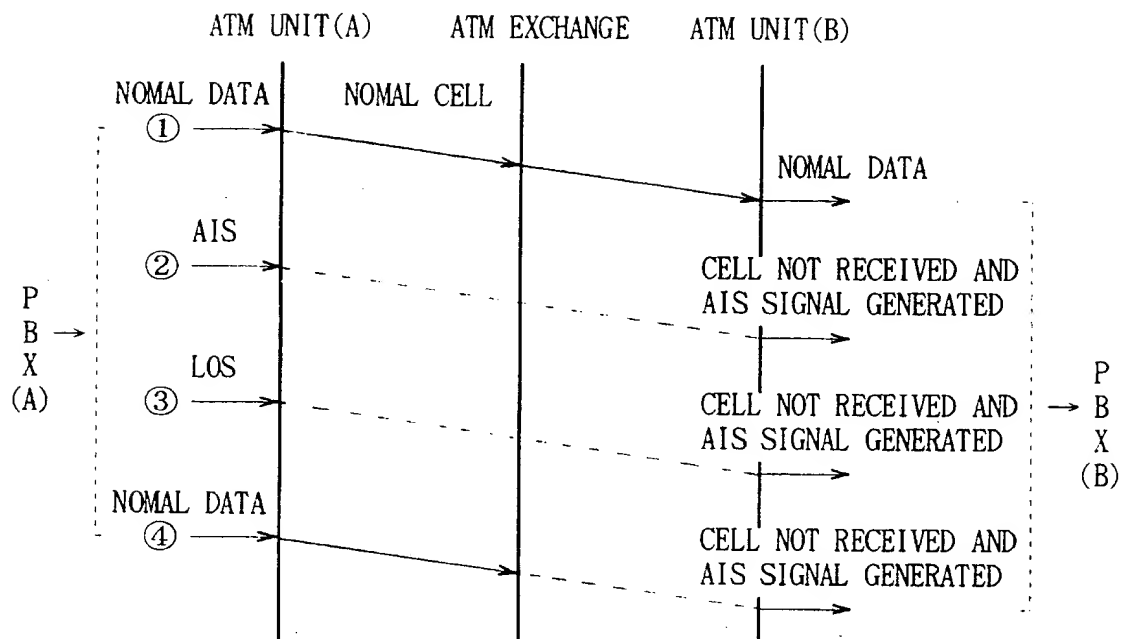 ATM UNIT(A) ATM EXCHANGE ATM UNIT(B)
NOMAL DATA NOMAL CELL
①
NOMAL DATA
AIS
②
CELL NOT RECEIVED AND
AIS SIGNAL GENERATED
P
B
X
(A)
LOS
③
CELL NOT RECEIVED AND
AIS SIGNAL GENERATED
P
B
X
(B)
NOMAL DATA
④
CELL NOT RECEIVED AND
AIS SIGNAL GENERATED